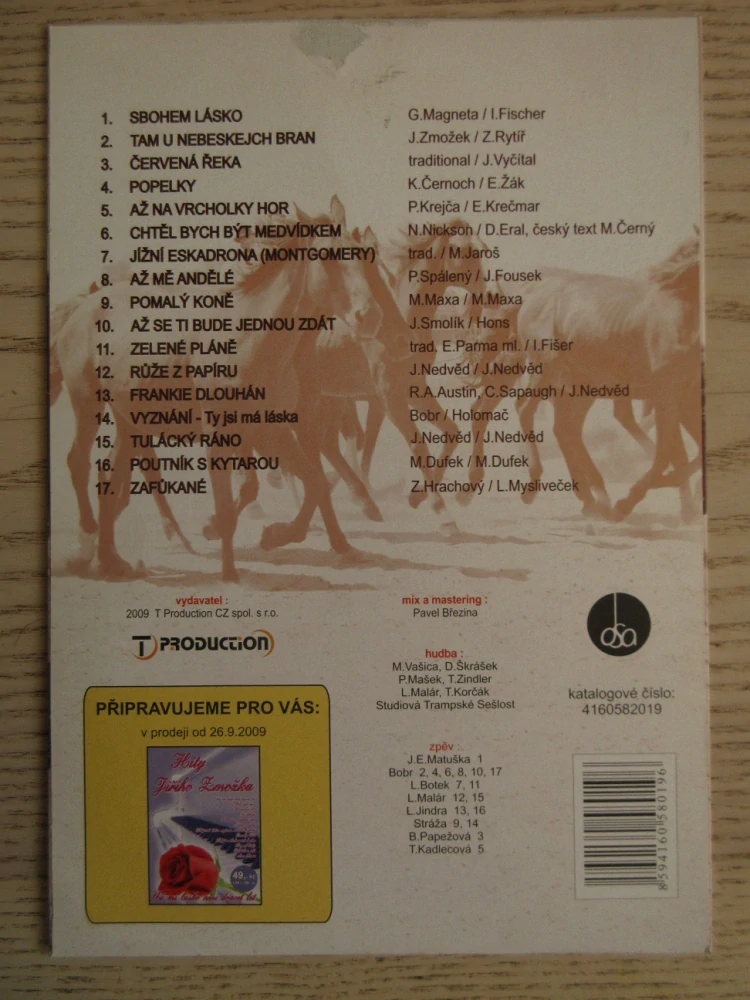 1. SBOHEM LÁSKO G.Magneta / I.Fischer
2. TAM U NEBESKEJCH BRAN J.Zmožek / Z.Rytíř
3. ČERVENÁ ŘEKA traditional / J.Vyčítal
4. POPELKY K.Černoch / E.Žák
5. AŽ NA VRCHOLKY HOR P.Krejča / E.Krečmar
6. CHTĚL BYCH BÝT MEDVÍDKEM N.Nickson / D.Eral, český text M.Černý
7. JÍŽNÍ ESKADRONA (MONTGOMERY) trad. / M.Jaroš
8. AŽ MĚ ANDĚLÉ P.Spálený / J.Fousek
9. POMALÝ KONĚ M.Maxa / M.Maxa
10. AŽ SE TI BUDE JEDNOU ZDÁT J.Smolík / Hons
11. ZELENÉ PLÁNĚ trad. E.Parma ml. / I.Fišer
12. RŮŽE Z PAPÍRU J.Nedvěd / J.Nedvěd
13. FRANKIE DLOUHÁN R.A.Austin, C.Sapaugh / J.Nedvěd
14. VYZNÁNÍ - Ty jsi má láska Bobr / Holomač
15. TULÁCKÝ RÁNO J.Nedvěd / J.Nedvěd
16. POUTNÍK S KYTAROU M.Dufek / M.Dufek
17. ZAFŮKANÉ Z.Hrachový / L.Mysliveček
vydavatel :
2009 T Production CZ spol. s r.o.
T PRODUCTION
mix a mastering :
Pavel Březina
hudba :
M.Vašica, D.Škrášek
P.Mašek, T.Zindler
L.Malár, T.Korčák
Studiová Trampské Sešlost
zpěv :
J.E.Matuška 1
Bobr 2, 4, 6, 8, 10, 17
L.Botek 7, 11
L.Malár 12, 15
L.Jindra 13, 16
Stráža 9, 14
B.Papežová 3
T.Kadlecová 5
osa
katalogové číslo:
4160582019
8594160580196
PŘIPRAVUJEME PRO VÁS:
v prodeji od 26.9.2009
Hity
Jiřího Zmožka
49,-